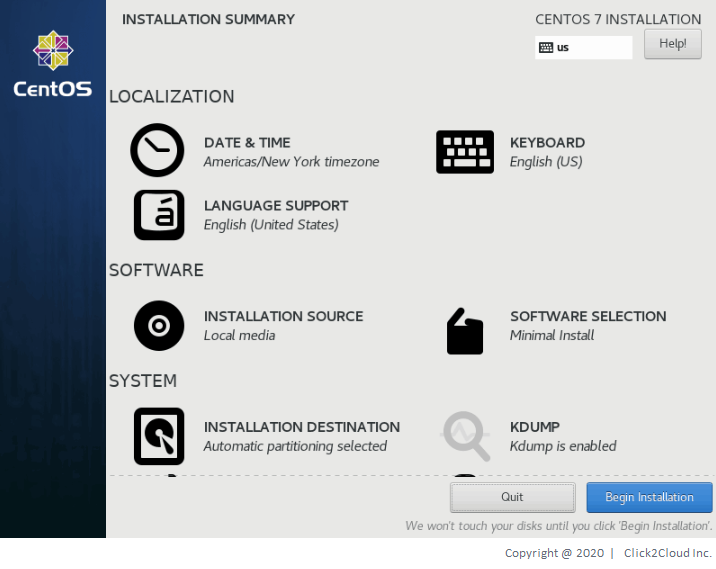 INSTALLATION SUMMARY
CENTOS 7 INSTALLATION
us
Help!
CentOS
LOCALIZATION
DATE & TIME
Americas/New York timezone
KEYBOARD
English (US)
á
LANGUAGE SUPPORT
English (United States)
SOFTWARE
INSTALLATION SOURCE
Local media
SOFTWARE SELECTION
Minimal Install
SYSTEM
INSTALLATION DESTINATION
Automatic partitioning selected
KDUMP
Kdump is enabled
Quit
Begin Installation
We won't touch your disks until you click 'Begin Installation'.
Copyright @ 2020 | Click2Cloud Inc.